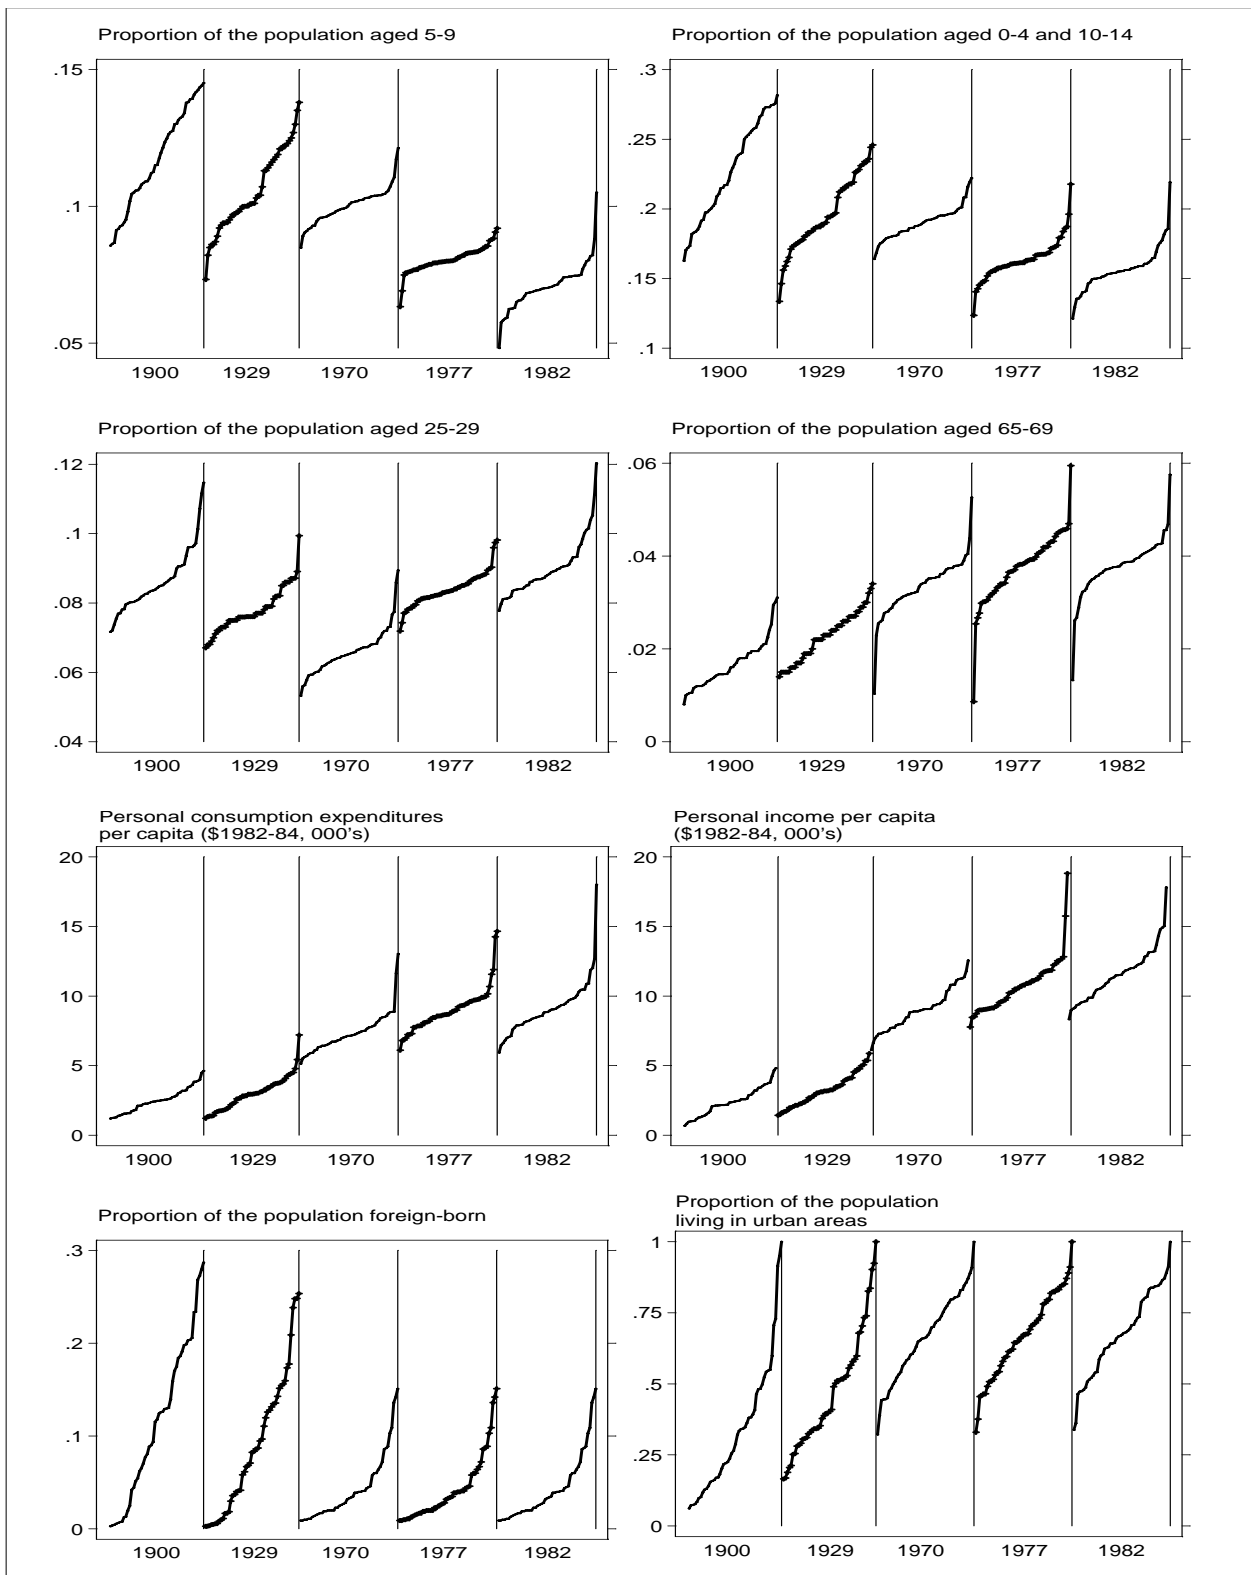 Proportion of the population aged 5-9
.15
.1
.05
1900 1929 1970 1977 1982
Proportion of the population aged 0-4 and 10-14
.3
.25
.2
.15
.1
1900 1929 1970 1977 1982
Proportion of the population aged 25-29
.12
.1
.08
.06
.04
1900 1929 1970 1977 1982
Proportion of the population aged 65-69
.06
.04
.02
0
1900 1929 1970 1977 1982
Personal consumption expenditures
per capita ($1982-84, 000's)
20
15
10
5
0
1900 1929 1970 1977 1982
Personal income per capita
($1982-84, 000's)
20
15
10
5
0
1900 1929 1970 1977 1982
Proportion of the population foreign-born
.3
.2
.1
0
1900 1929 1970 1977 1982
Proportion of the population
living in urban areas
1
.75
.5
.25
0
1900 1929 1970 1977 1982